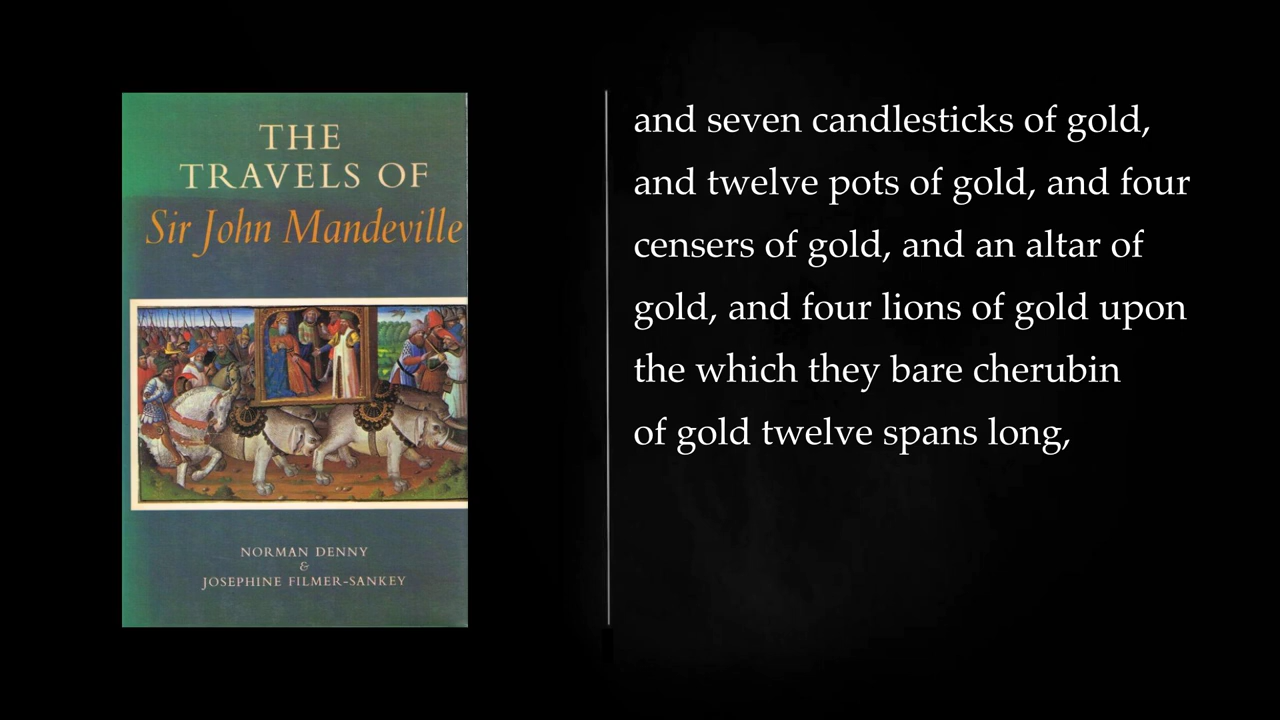 THE
TRAVELS OF
Sir John Mandeville
NORMAN DENNY
&
JOSEPHINE FILMER-SANKEY
and seven candlesticks of gold,
and twelve pots of gold, and four
censers of gold, and an altar of
gold, and four lions of gold upon
the which they bare cherubin
of gold twelve spans long,